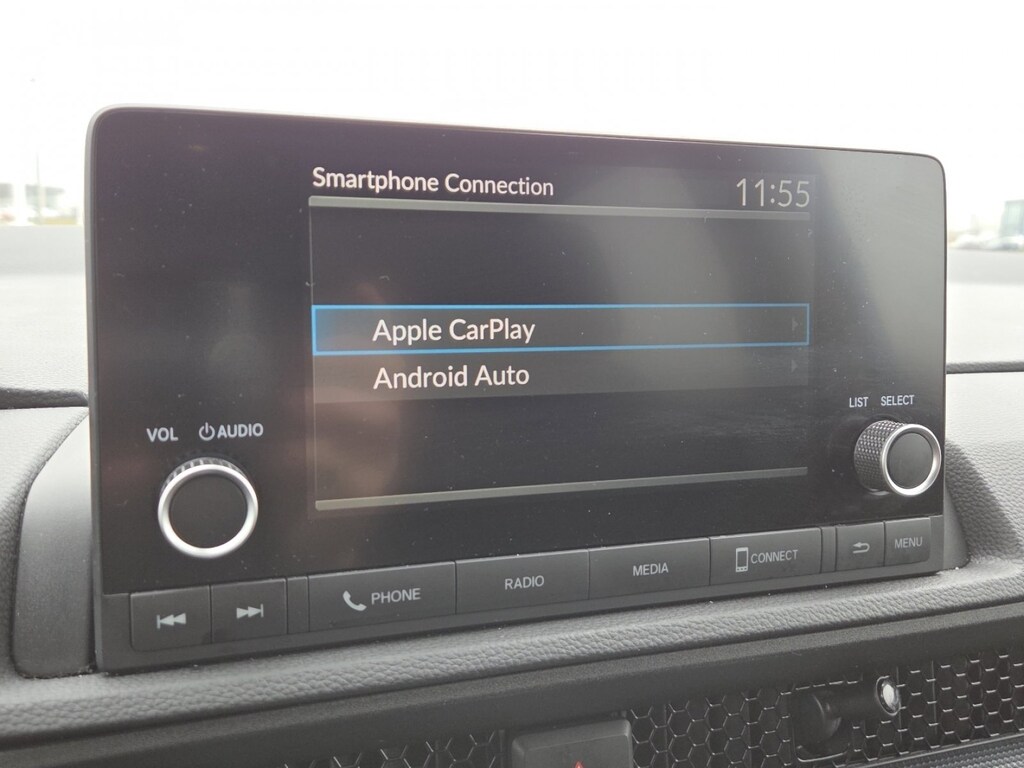 Smartphone Connection
11:55
Apple CarPlay
Android Auto
LIST SELECT
VOL AUDIO
PHONE
RADIO
MEDIA
CONNECT
MENU